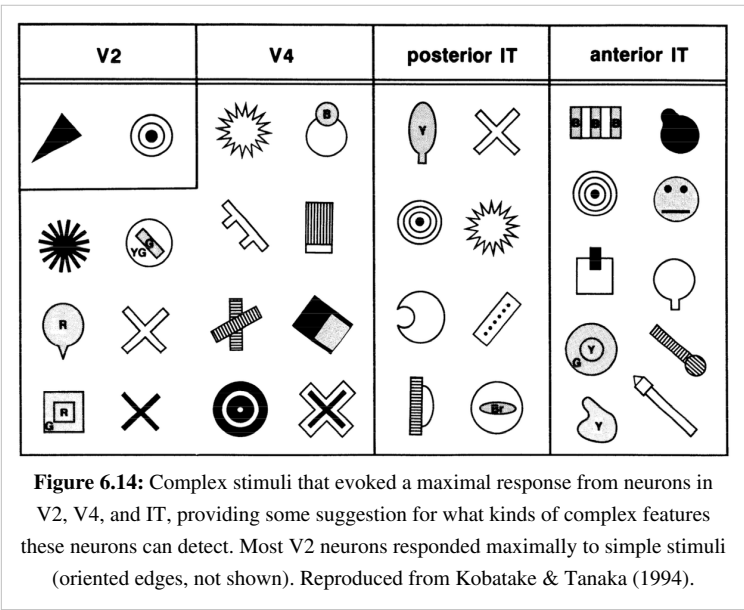 V2 V4 posterior IT anterior IT
B Y B B B
G YG
R Y G
R G Br Y
Figure 6.14: Complex stimuli that evoked a maximal response from neurons in
V2, V4, and IT, providing some suggestion for what kinds of complex features
these neurons can detect. Most V2 neurons responded maximally to simple stimuli
(oriented edges, not shown). Reproduced from Kobatake & Tanaka (1994).